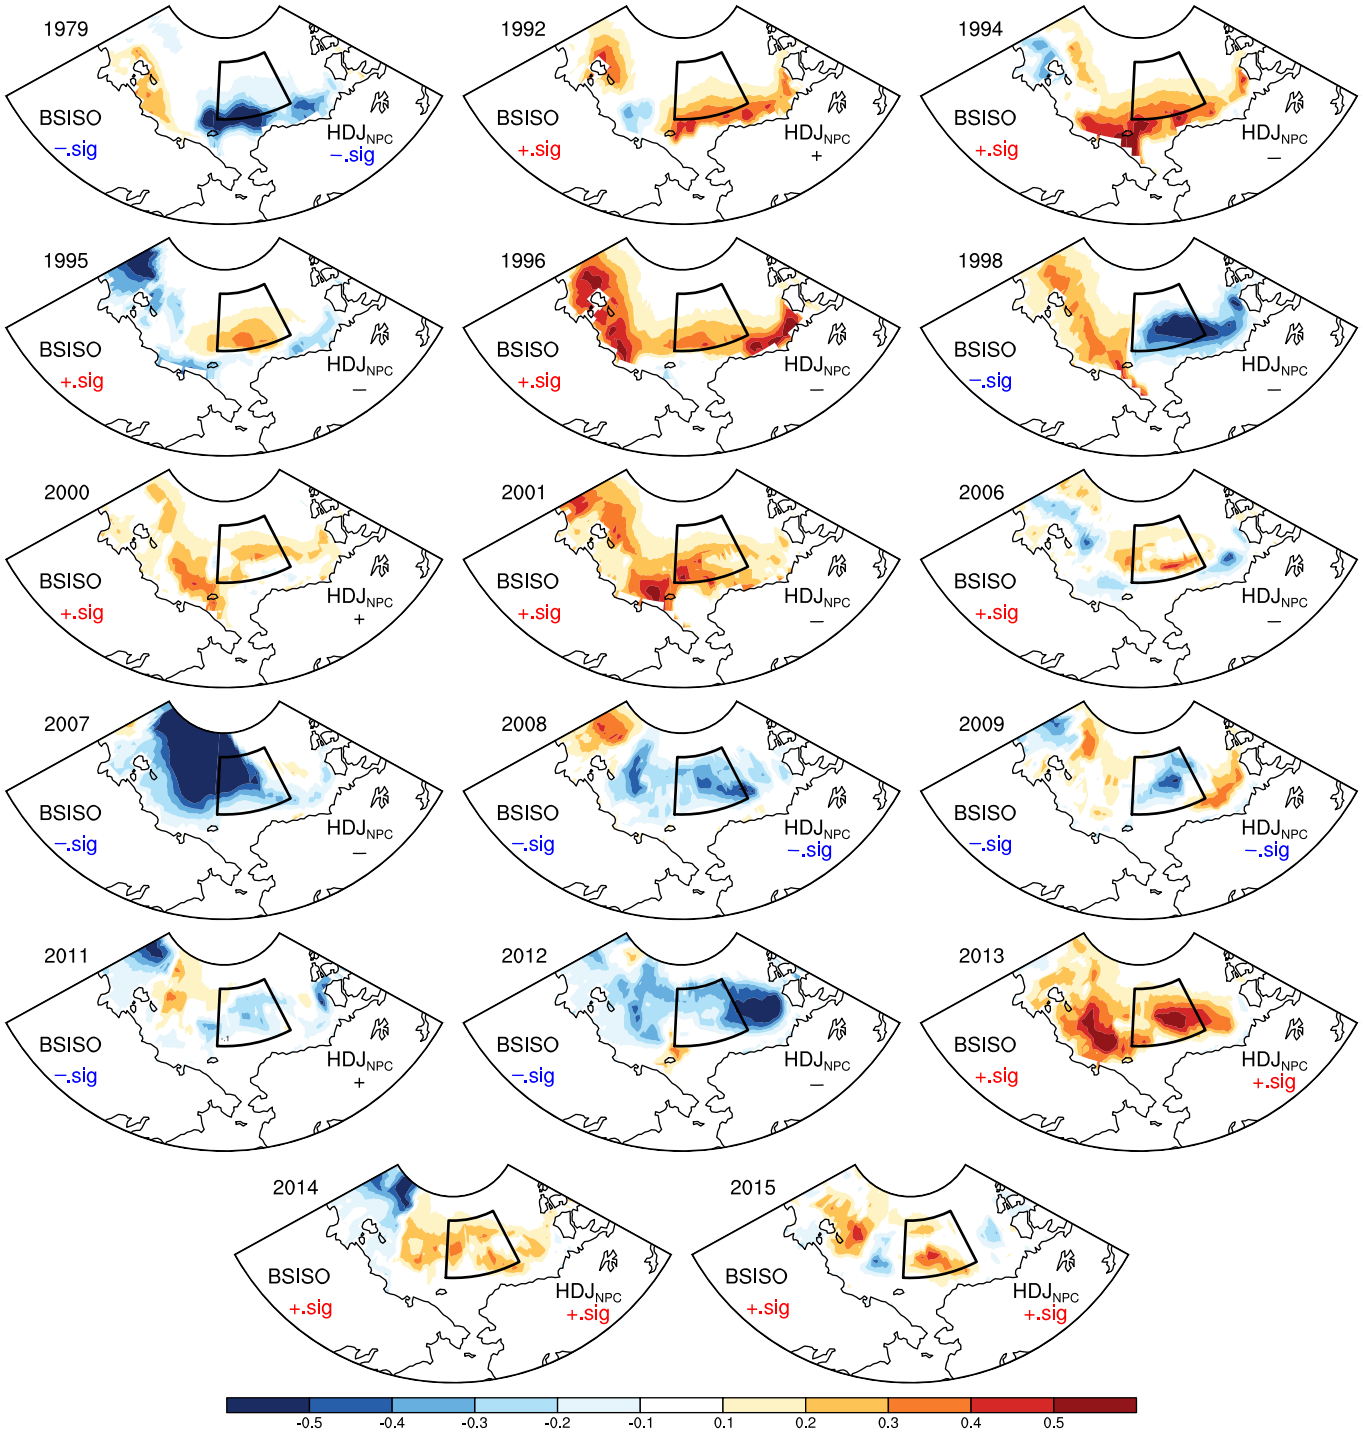 1979
BSISO
−.sig
HDJNPC
−.sig
1992
BSISO
+.sig
HDJNPC
+
1994
BSISO
+.sig
HDJNPC
−
1995
BSISO
+.sig
HDJNPC
−
1996
BSISO
+.sig
HDJNPC
−
1998
BSISO
−.sig
HDJNPC
−
2000
BSISO
+.sig
HDJNPC
+
2001
BSISO
+.sig
HDJNPC
−
2006
BSISO
+.sig
HDJNPC
−
2007
BSISO
−.sig
HDJNPC
−
2008
BSISO
−.sig
HDJNPC
−.sig
2009
BSISO
−.sig
HDJNPC
−.sig
2011
BSISO
−.sig
HDJNPC
+
2012
BSISO
−.sig
HDJNPC
−
2013
BSISO
+.sig
HDJNPC
+.sig
2014
BSISO
+.sig
HDJNPC
+.sig
2015
BSISO
+.sig
HDJNPC
+.sig
-0.5 -0.4 -0.3 -0.2 -0.1 0.1 0.2 0.3 0.4 0.5